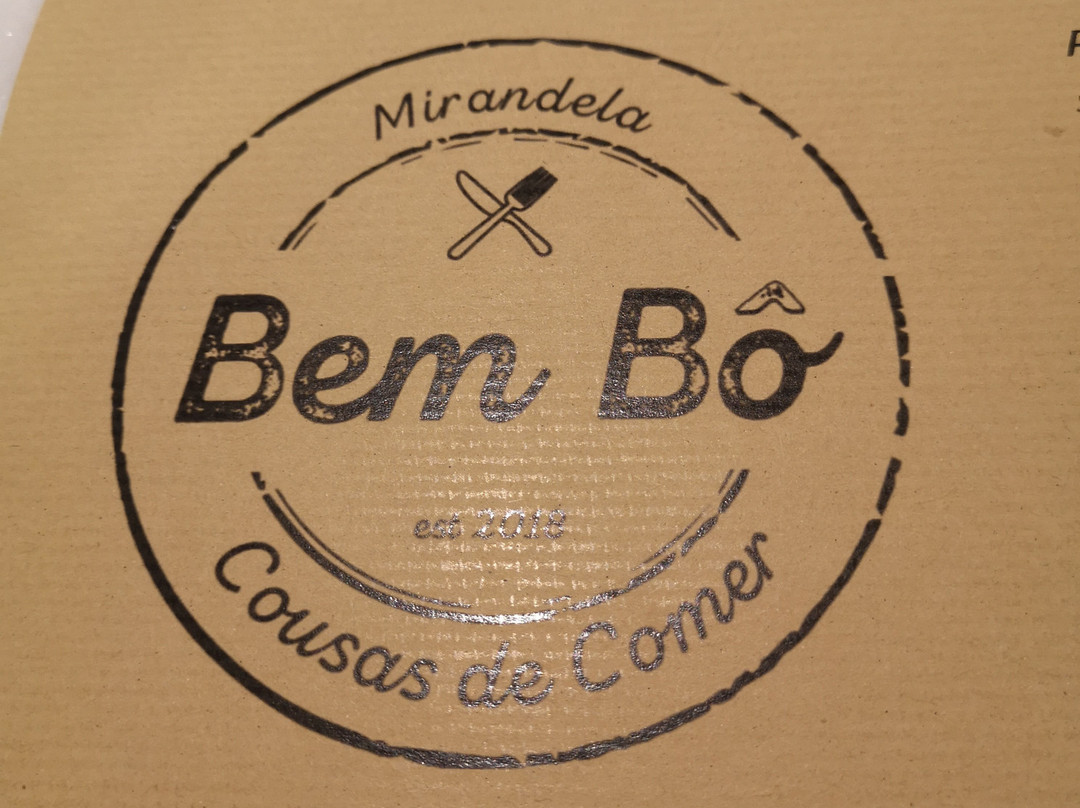 Mirandela
Bem Bô
est 2018
Cousas de Comer